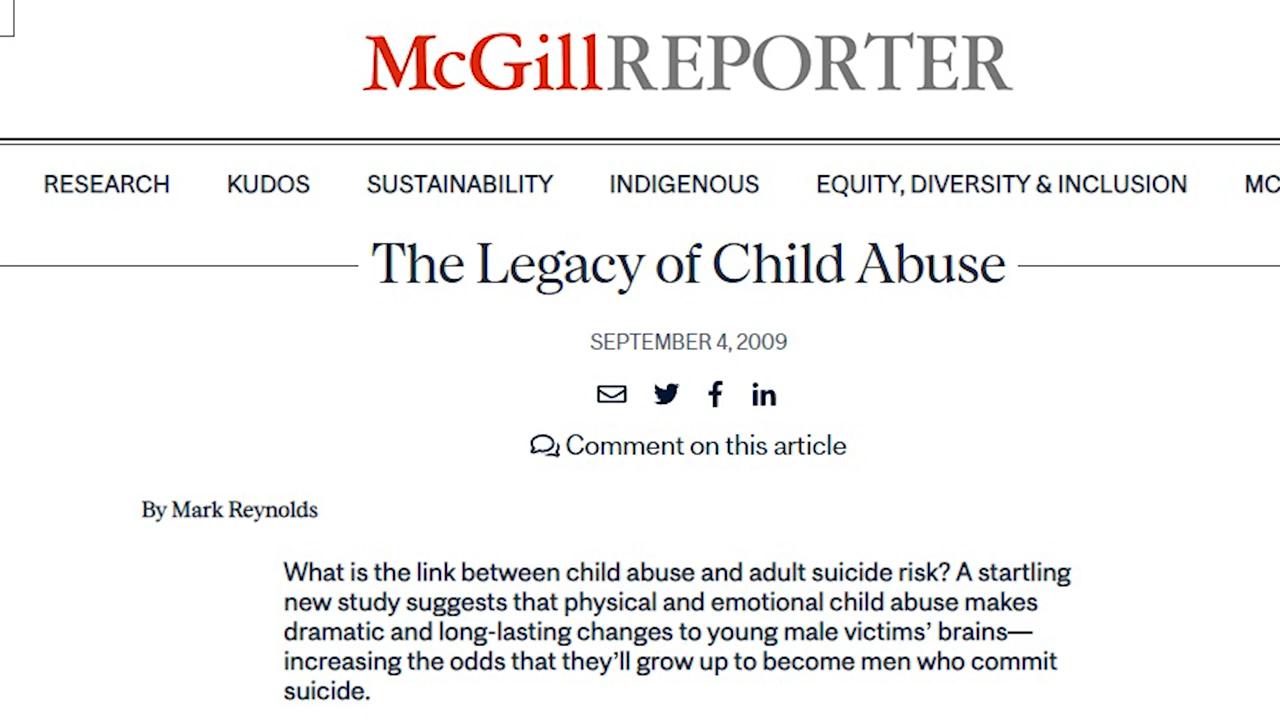 McGillREPORTER
RESEARCH KUDOS SUSTAINABILITY INDIGENOUS EQUITY, DIVERSITY & INCLUSION MC
The Legacy of Child Abuse
SEPTEMBER 4, 2009
Comment on this article
By Mark Reynolds
What is the link between child abuse and adult suicide risk? A startling
new study suggests that physical and emotional child abuse makes
dramatic and long-lasting changes to young male victims’ brains—
increasing the odds that they’ll grow up to become men who commit
suicide.